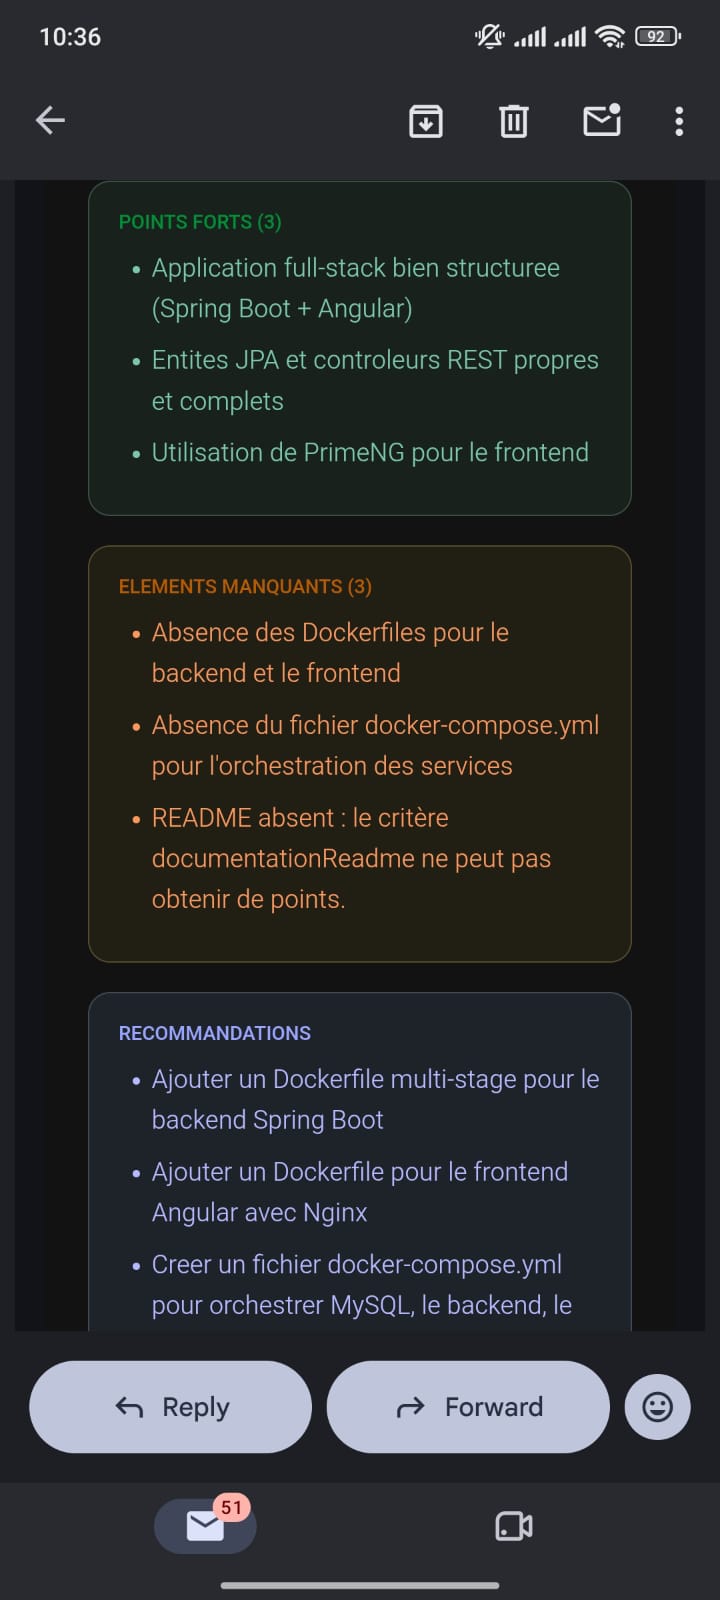 10:36
92
POINTS FORTS (3)
• Application full-stack bien structuree
(Spring Boot + Angular)
• Entites JPA et controleurs REST propres
et complets
• Utilisation de PrimeNG pour le frontend
ELEMENTS MANQUANTS (3)
• Absence des Dockerfiles pour le
backend et le frontend
• Absence du fichier docker-compose.yml
pour l'orchestration des services
• README absent : le critère
documentationReadme ne peut pas
obtenir de points.
RECOMMANDATIONS
• Ajouter un Dockerfile multi-stage pour le
backend Spring Boot
• Ajouter un Dockerfile pour le frontend
Angular avec Nginx
• Creer un fichier docker-compose.yml
pour orchestrer MySQL, le backend, le
Reply
Forward
51